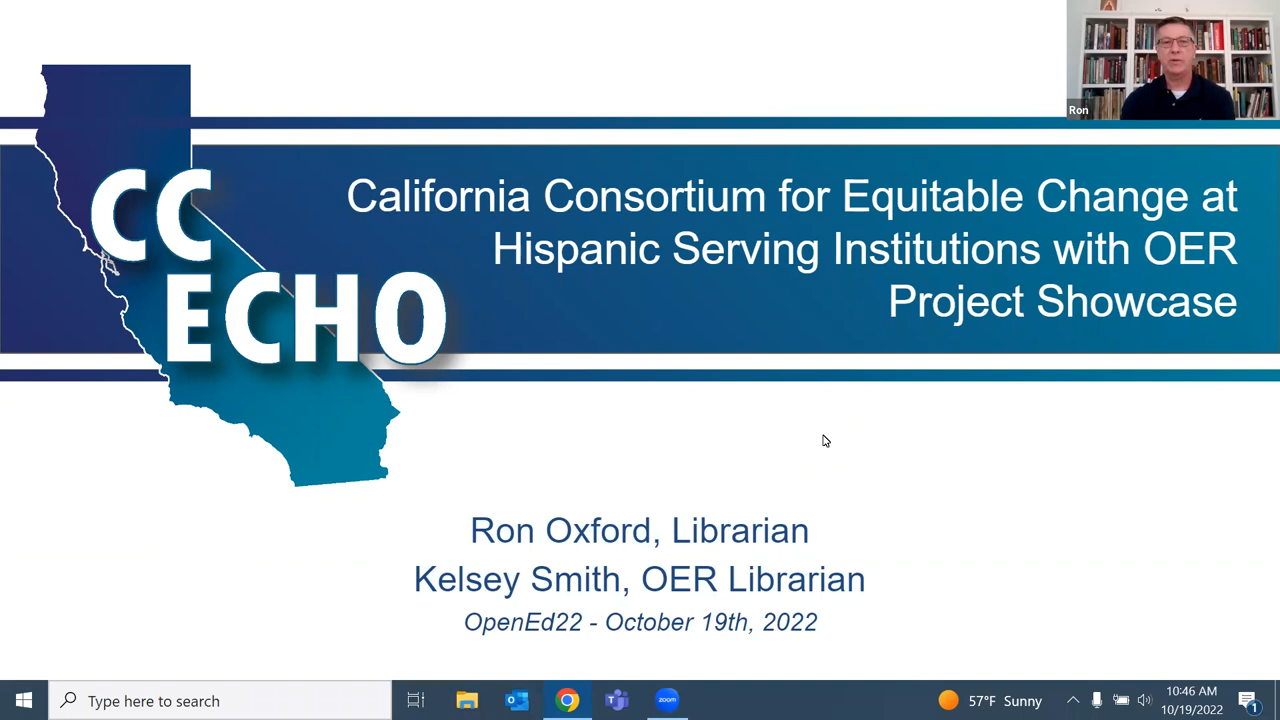 Ron
CC
ECHO
California Consortium for Equitable Change at
Hispanic Serving Institutions with OER
Project Showcase
Ron Oxford, Librarian
Kelsey Smith, OER Librarian
OpenEd22 - October 19th, 2022
Type here to search
zoom
57°F Sunny
10:46 AM
10/19/2022
1